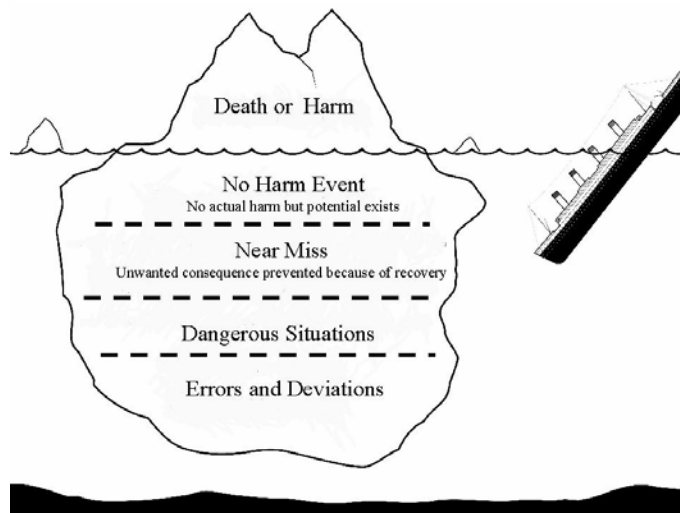 Death or Harm
No Harm Event
No actual harm but potential exists
Near Miss
Unwanted consequence prevented because of recovery
Dangerous Situations
Errors and Deviations